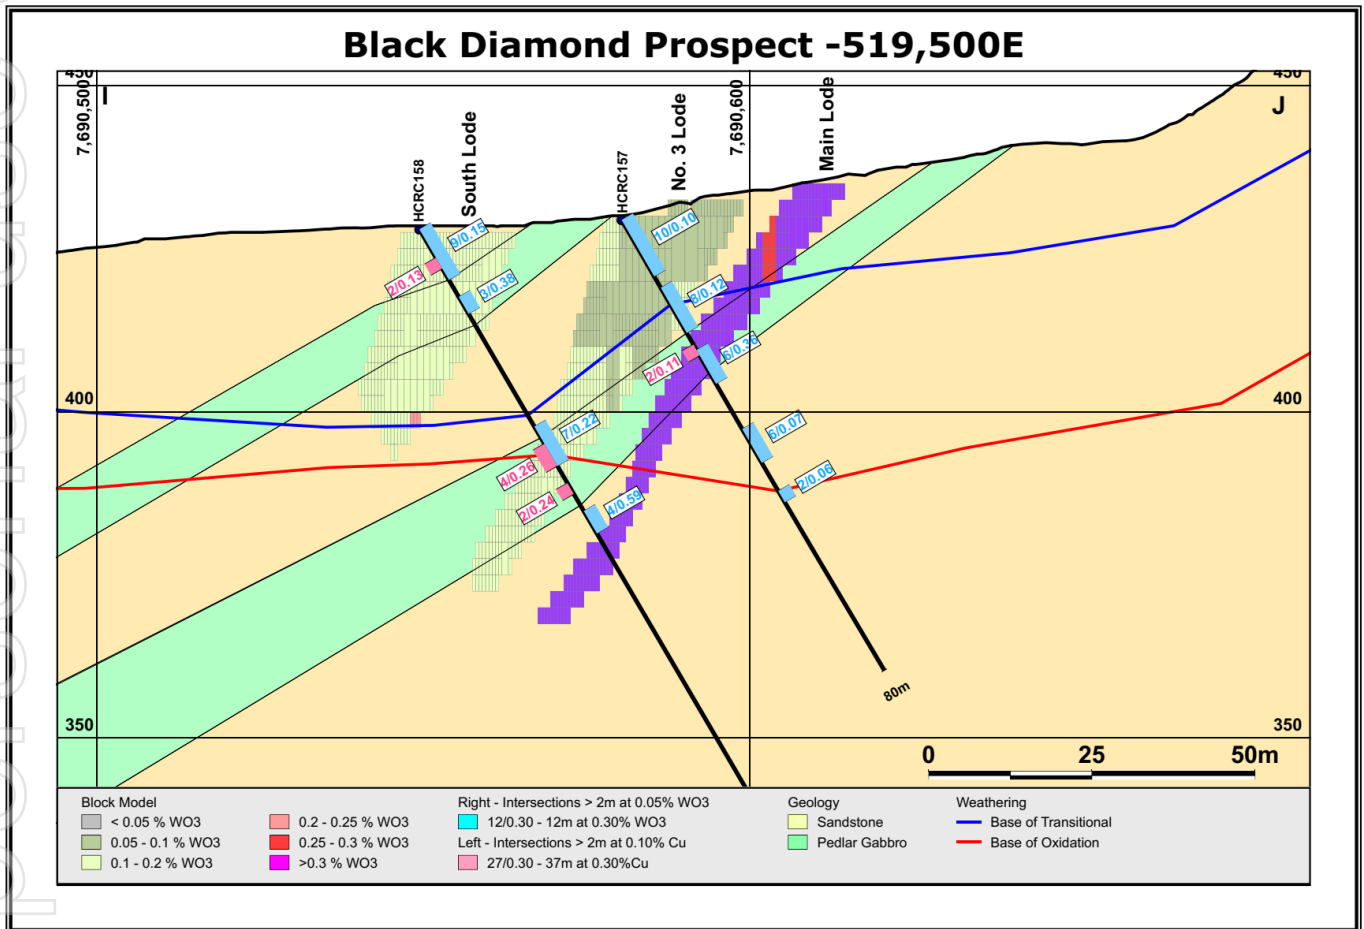 Black Diamond Prospect -519,500E
450
450
7,690,500
I
J
HCRC158
South Lode
HCRC157
No. 3 Lode
7,690,600
Main Lode
9/0.15
2/0.13
3/0.38
10/0.10
8/0.12
6/0.36
2/0.11
400
400
7/0.22
4/0.26
2/0.24
4/0.59
6/0.07
2/0.06
80m
350
350
0 25 50m
Block Model
< 0.05 % WO3
0.05 - 0.1 % WO3
0.1 - 0.2 % WO3
0.2 - 0.25 % WO3
0.25 - 0.3 % WO3
>0.3 % WO3
Right - Intersections > 2m at 0.05% WO3
12/0.30 - 12m at 0.30% WO3
Left - Intersections > 2m at 0.10% Cu
27/0.30 - 37m at 0.30%Cu
Geology
Sandstone
Pedlar Gabbro
Weathering
Base of Transitional
Base of Oxidation